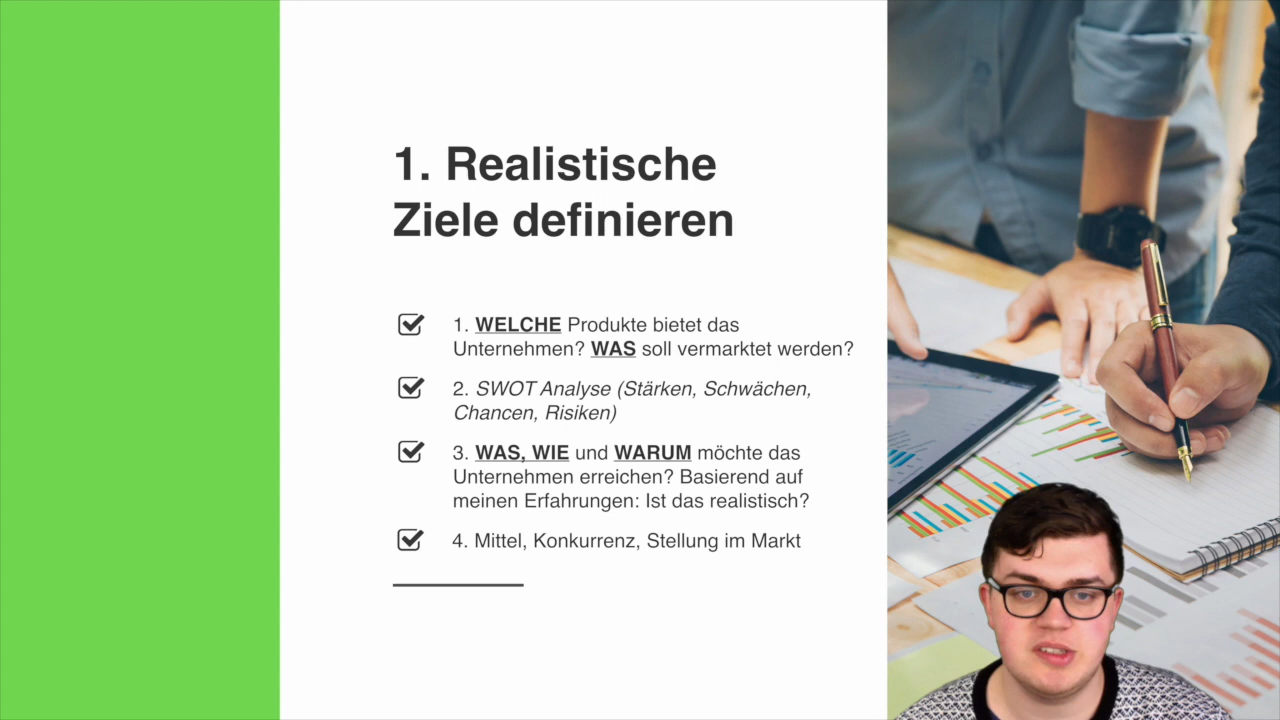 1. Realistische
Ziele definieren
1. WELCHE Produkte bietet das
Unternehmen? WAS soll vermarktet werden?
2. SWOT Analyse (Stärken, Schwächen,
Chancen, Risiken)
3. WAS, WIE und WARUM möchte das
Unternehmen erreichen? Basierend auf
meinen Erfahrungen: Ist das realistisch?
4. Mittel, Konkurrenz, Stellung im Markt